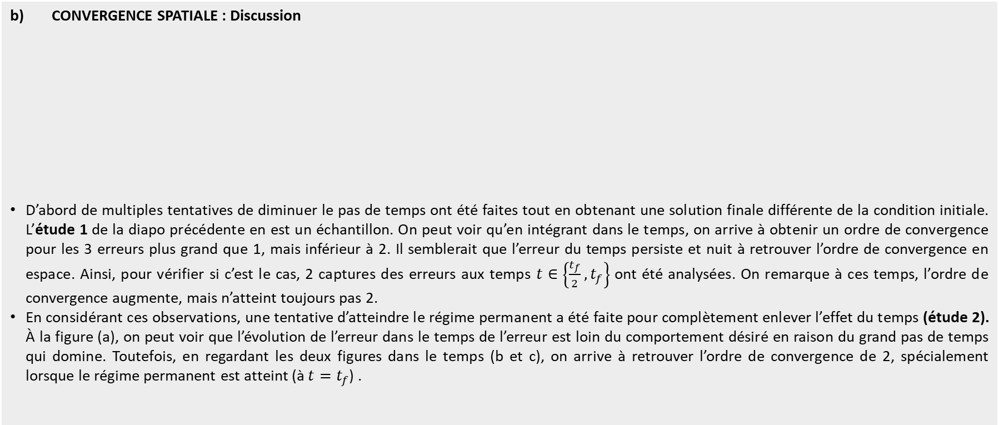 b) CONVERGENCE SPATIALE : Discussion
• D’abord de multiples tentatives de diminuer le pas de temps ont été faites tout en obtenant une solution finale différente de la condition initiale.
L’étude 1 de la diapo précédente en est un échantillon. On peut voir qu’en intégrant dans le temps, on arrive à obtenir un ordre de convergence
pour les 3 erreurs plus grand que 1, mais inférieur à 2. Il semblerait que l’erreur du temps persiste et nuit à retrouver l’ordre de convergence en
espace. Ainsi, pour vérifier si c’est le cas, 2 captures des erreurs aux temps t ∈ {t_f/2 , t_f} ont été analysées. On remarque à ces temps, l’ordre de
convergence augmente, mais n’atteint toujours pas 2.
• En considérant ces observations, une tentative d’atteindre le régime permanent a été faite pour complètement enlever l’effet du temps (étude 2).
À la figure (a), on peut voir que l’évolution de l’erreur dans le temps de l’erreur est loin du comportement désiré en raison du grand pas de temps
qui domine. Toutefois, en regardant les deux figures dans le temps (b et c), on arrive à retrouver l’ordre de convergence de 2, spécialement
lorsque le régime permanent est atteint (à t = t_f) .